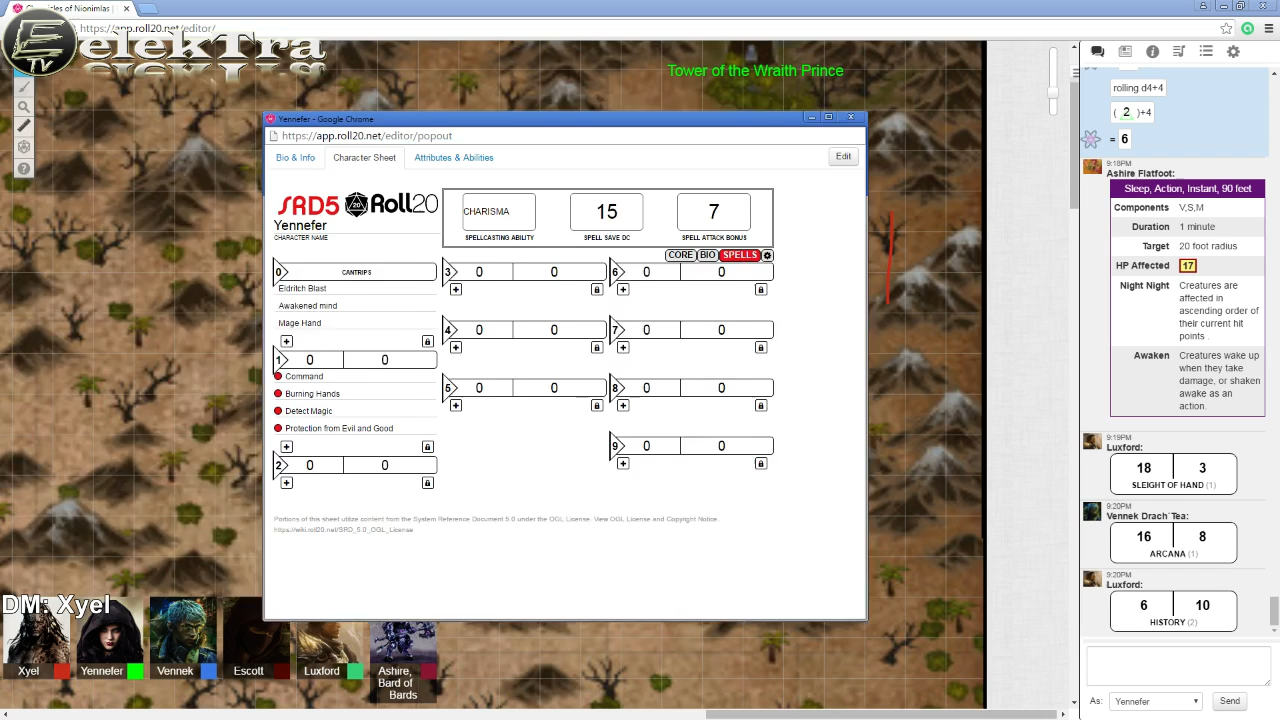 Chronicles of Nionimlas |
https://app.roll20.net/editor/
elekTra
TV
Tower of the Wraith Prince
Yennefer - Google Chrome
https://app.roll20.net/editor/popout
Bio & Info
Character Sheet
Attributes & Abilities
Edit
SRD5 20 Roll20
Yennefer
CHARACTER NAME
CHARISMA 15 7
SPELLCASTING ABILITY SPELL SAVE DC SPELL ATTACK BONUS
CORE BIO SPELLS
0 CANTRIPS
Eldritch Blast
Awakened mind
Mage Hand
+
1 0 0
Command
Burning Hands
Detect Magic
Protection from Evil and Good
+
2 0 0
+
3 0 0
+
4 0 0
+
5 0 0
+
6 0 0
+
7 0 0
+
8 0 0
+
9 0 0
+
Portions of this sheet utilize content from the System Reference Document 5.0 under the OGL License. View OGL License and Copyright Notice.
https://wiki.roll20.net/SRD_5.0_OGL_License
DM: Xyel
Xyel
Yennefer
Vennek
Escott
Luxford
Ashire,
Bard of
Bards
rolling d4+4
( 2 )+4
= 6
9:18PM
Ashire Flatfoot:
Sleep, Action, Instant, 90 feet
Components V,S,M
Duration 1 minute
Target 20 foot radius
HP Affected 17
Night Night Creatures are
affected in
ascending order of
their current hit
points .
Awaken Creatures wake up
when they take
damage, or shaken
awake as an
action.
9:19PM
Luxford:
18 3
SLEIGHT OF HAND (1)
9:20PM
Vennek Drach`Tea:
16 8
ARCANA (1)
9:20PM
Luxford:
6 10
HISTORY (2)
As: Yennefer Send